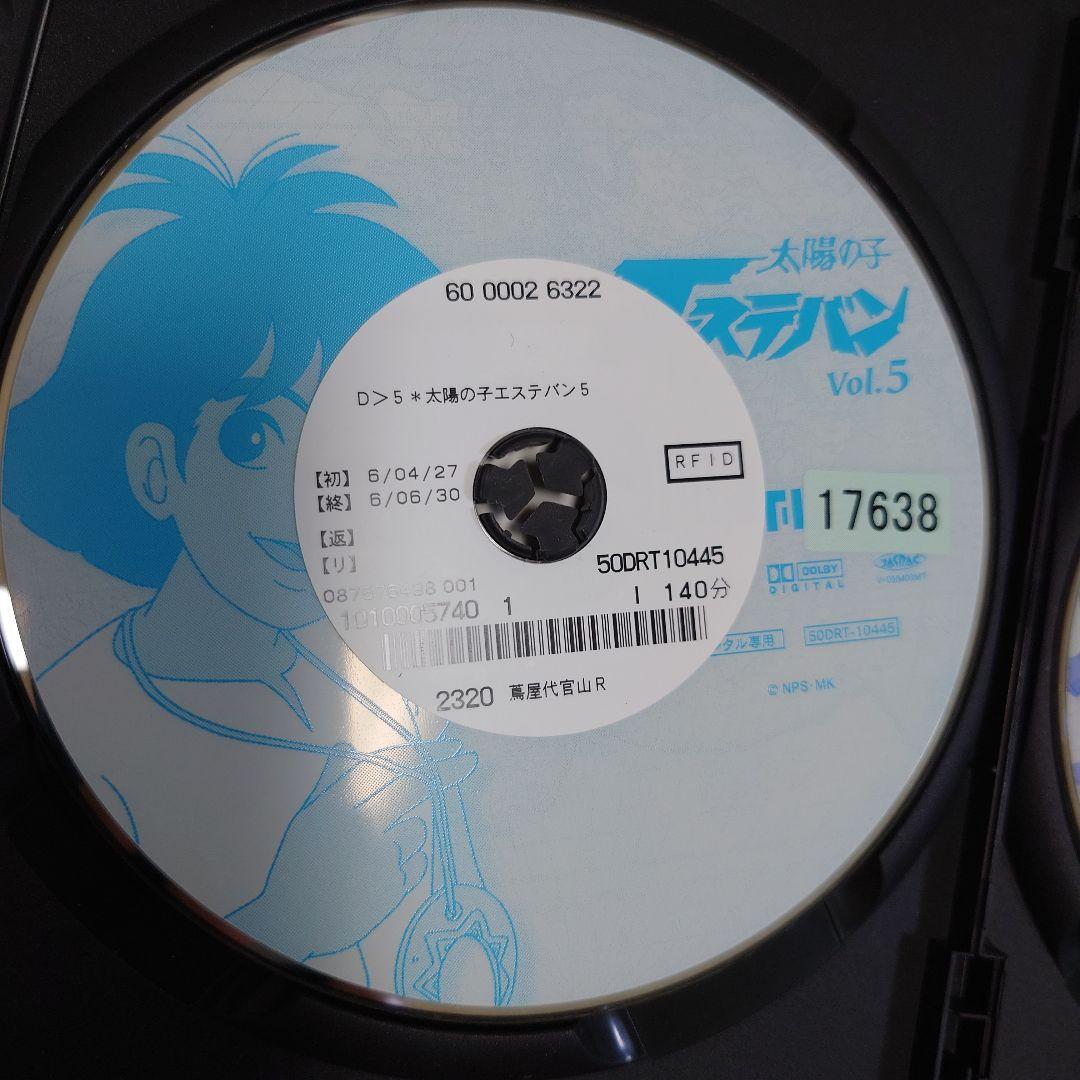 60 0002 6322
太陽の子
エステバン
Vol.5
D＞5＊太陽の子エステバン5
【初】 6/04/27
【終】 6/06/30
RFID
17638
【返】
【リ】
50DRT10445
DOLBY
DIGITAL
001
1010005740 1 I 140分
タル専用
50DRT-10445
2320 蔦屋代官山R
© NPS・MK